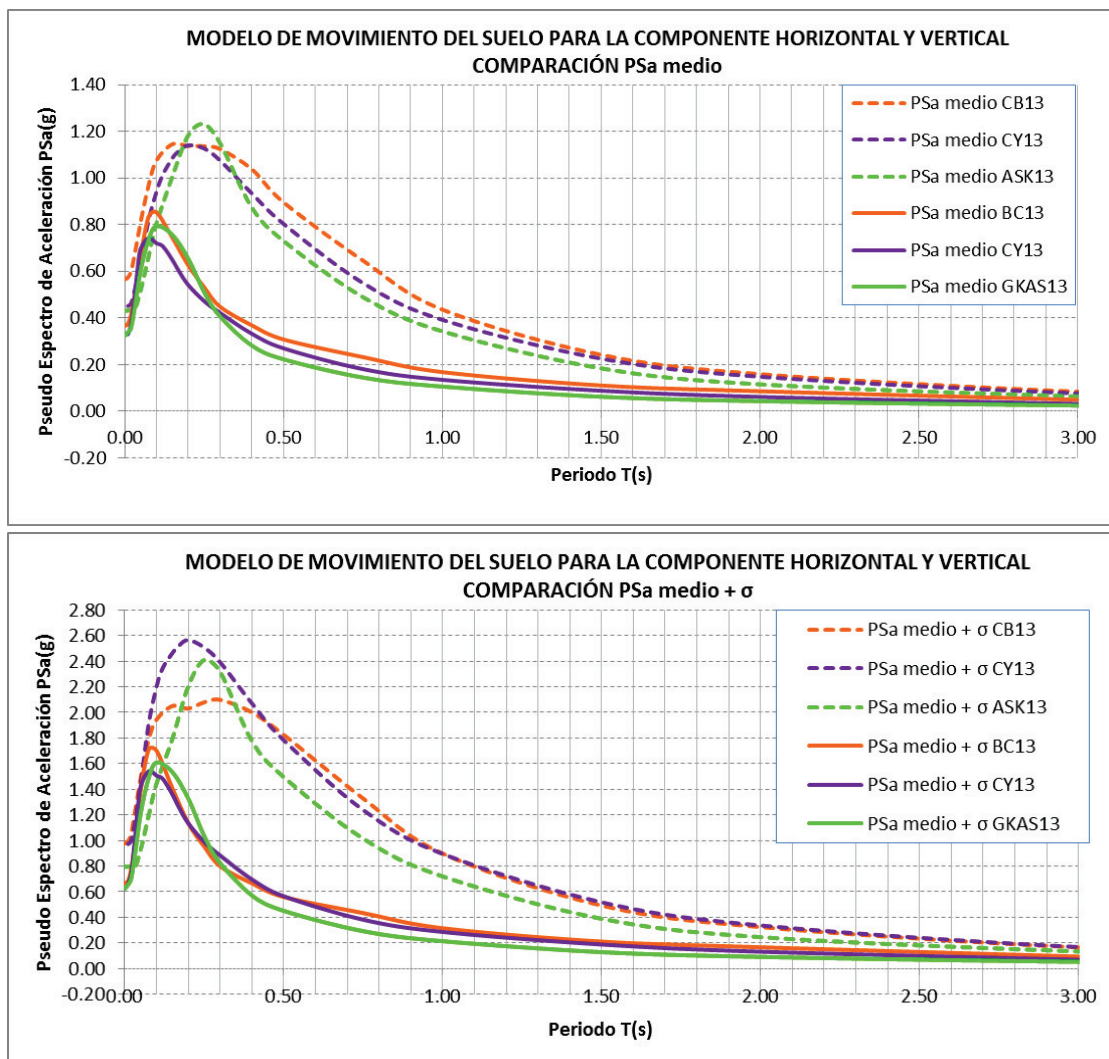 MODELO DE MOVIMIENTO DEL SUELO PARA LA COMPONENTE HORIZONTAL Y VERTICAL
COMPARACIÓN PSa medio
Pseudo Espectro de Aceleración PSa(g)
1.40
1.20
1.00
0.80
0.60
0.40
0.20
0.00
-0.20
0.00
0.50
1.00
1.50
2.00
2.50
3.00
Periodo T(s)
PSa medio CB13
PSa medio CY13
PSa medio ASK13
PSa medio BC13
PSa medio CY13
PSa medio GKAS13
MODELO DE MOVIMIENTO DEL SUELO PARA LA COMPONENTE HORIZONTAL Y VERTICAL
COMPARACIÓN PSa medio + σ
Pseudo Espectro de Aceleración PSa(g)
2.80
2.60
2.40
2.20
2.00
1.80
1.60
1.40
1.20
1.00
0.80
0.60
0.40
0.20
0.00
-0.20
0.00
0.50
1.00
1.50
2.00
2.50
3.00
Periodo T(s)
PSa medio + σ CB13
PSa medio + σ CY13
PSa medio + σ ASK13
PSa medio + σ BC13
PSa medio + σ CY13
PSa medio + σ GKAS13